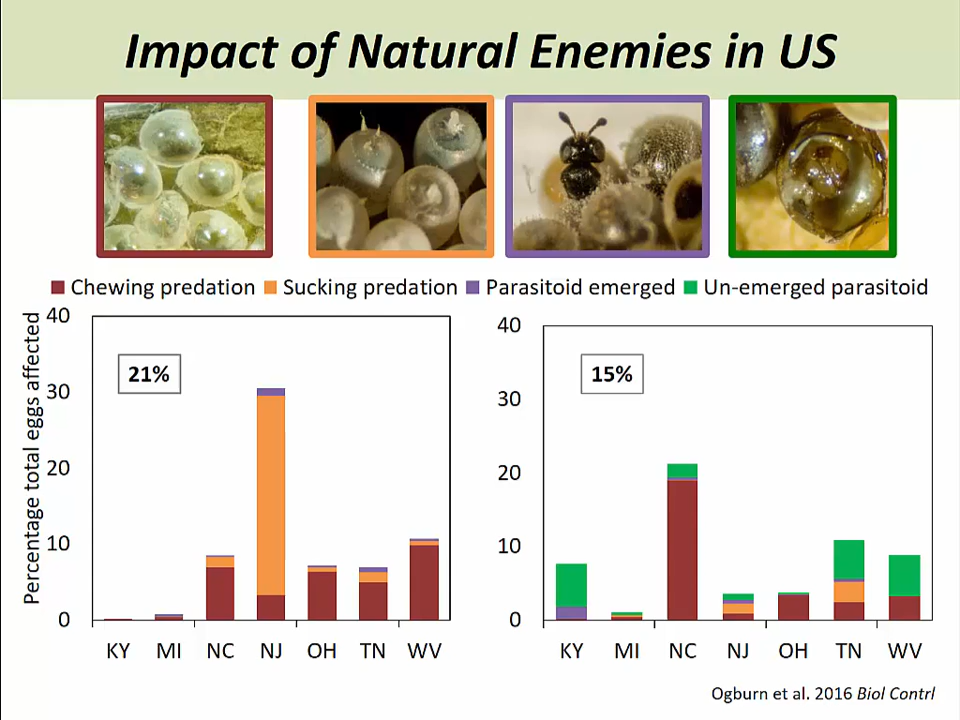 Impact of Natural Enemies in US
Chewing predation Sucking predation Parasitoid emerged Un-emerged parasitoid
Percentage total eggs affected
40
30
20
10
0
21%
KY MI NC NJ OH TN WV
40
30
20
10
0
15%
KY MI NC NJ OH TN WV
Ogburn et al. 2016 Biol Contrl